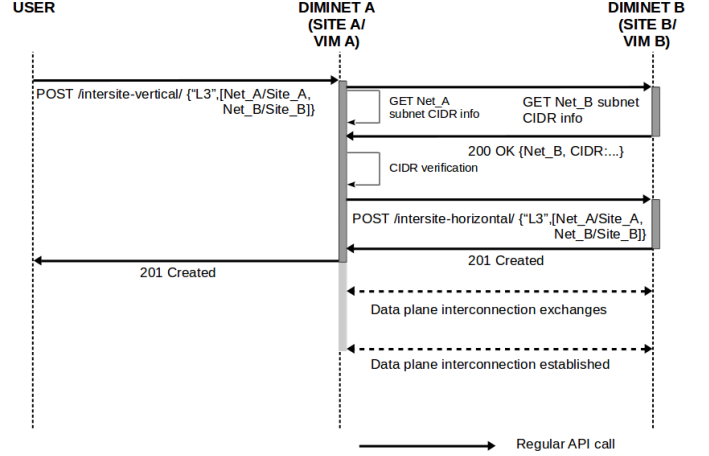 USER
DIMINET A
(SITE A/
VIM A)
DIMINET B
(SITE B/
VIM B)
POST /intersite-vertical/ {“L3”,[Net_A/Site_A,
Net_B/Site_B]}
GET Net_A
subnet CIDR info
GET Net_B subnet
CIDR info
200 OK {Net_B, CIDR:...}
CIDR verification
POST /intersite-horizontal/ {“L3”,[Net_A/Site_A,
Net_B/Site_B]}
201 Created
201 Created
Data plane interconnection exchanges
Data plane interconnection established
Regular API call